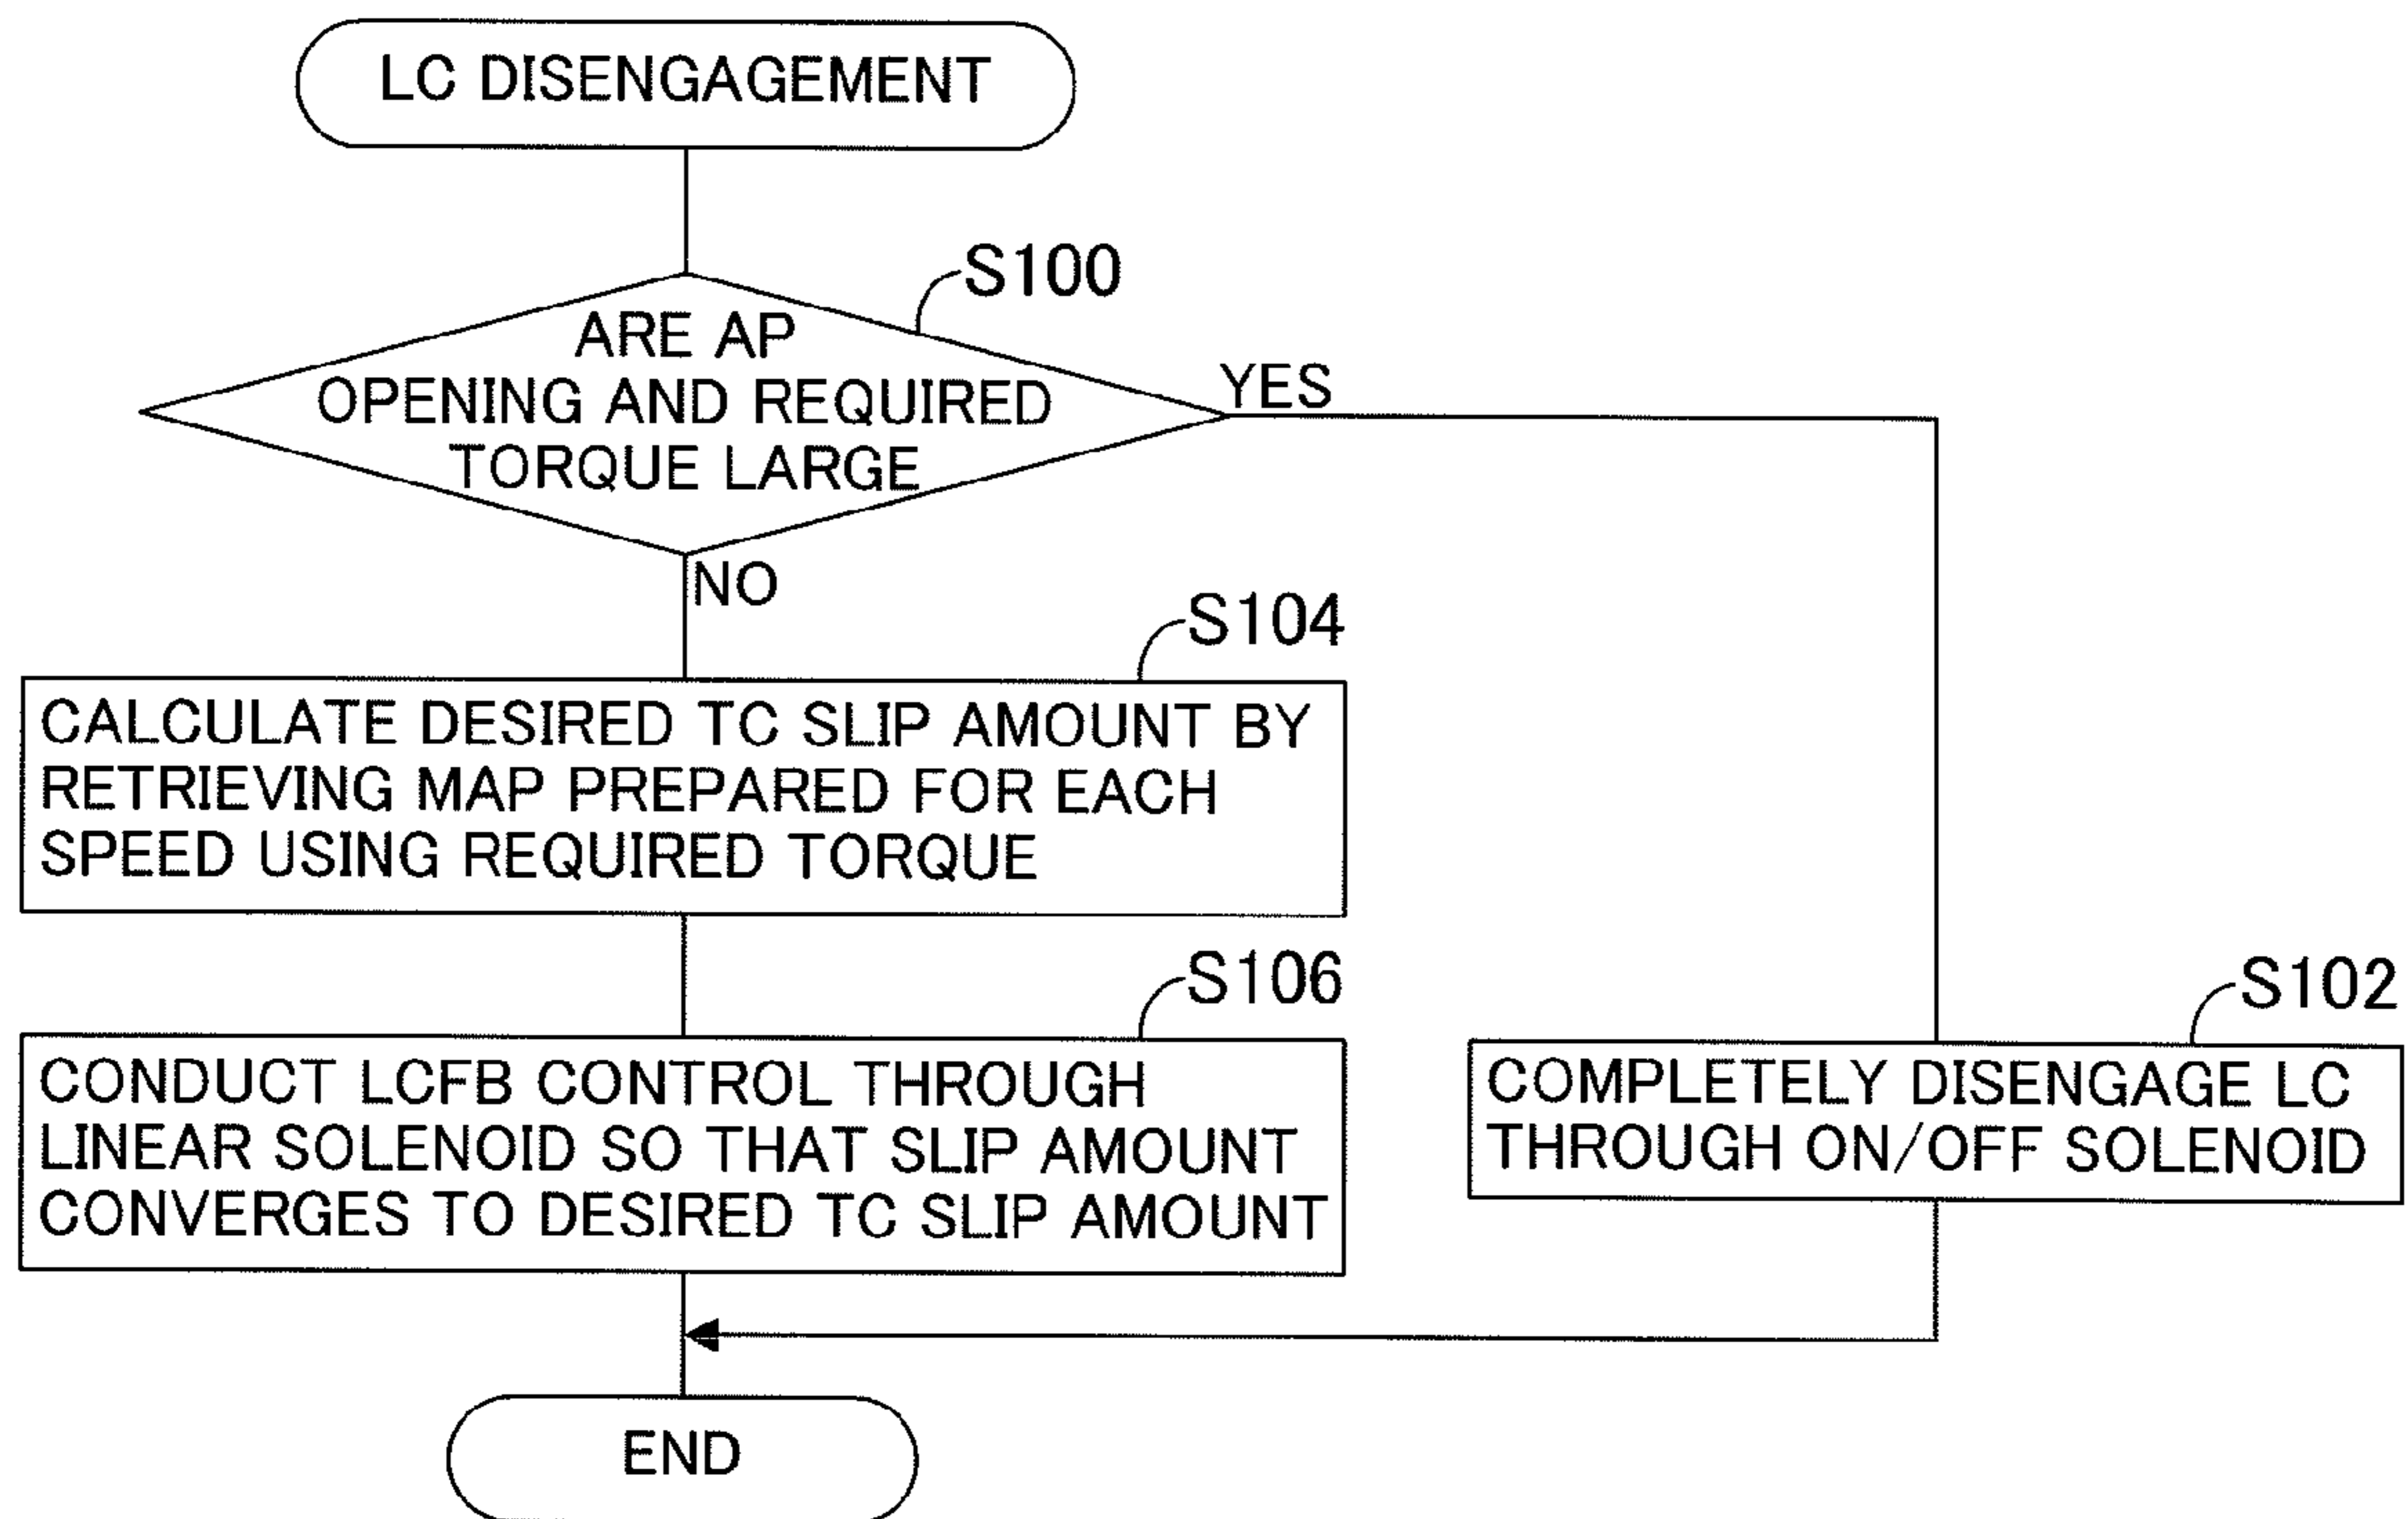 LC DISENGAGEMENT
S100
ARE AP
OPENING AND REQUIRED
TORQUE LARGE
YES
NO
S104
CALCULATE DESIRED TC SLIP AMOUNT BY
RETRIEVING MAP PREPARED FOR EACH
SPEED USING REQUIRED TORQUE
S106
CONDUCT LCFB CONTROL THROUGH
LINEAR SOLENOID SO THAT SLIP AMOUNT
CONVERGES TO DESIRED TC SLIP AMOUNT
S102
COMPLETELY DISENGAGE LC
THROUGH ON/OFF SOLENOID
END